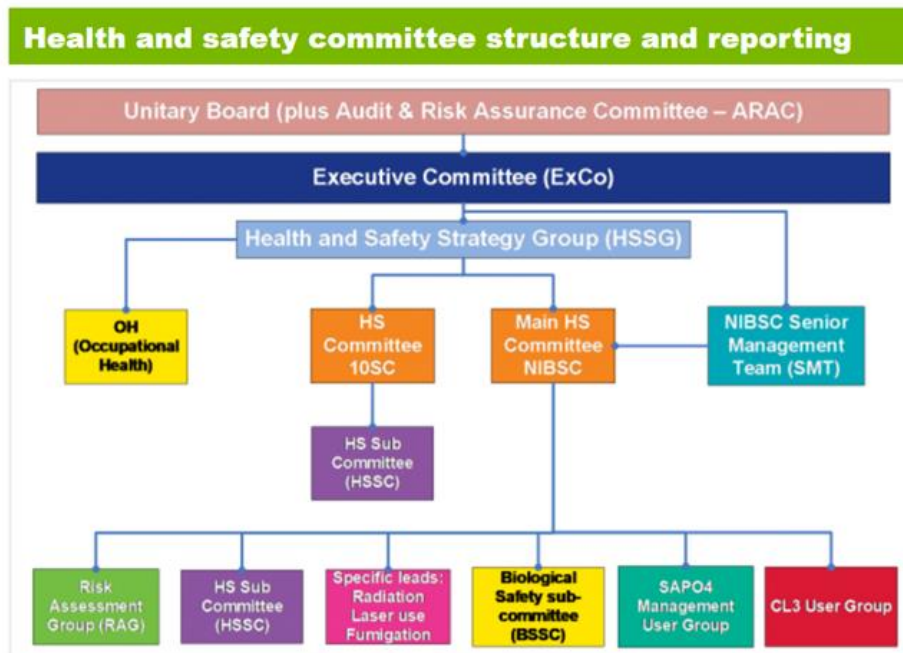 Health and safety committee structure and reporting
Unitary Board (plus Audit & Risk Assurance Committee – ARAC)
Executive Committee (ExCo)
Health and Safety Strategy Group (HSSG)
OH
(Occupational
Health)
HS
Committee
10SC
Main HS
Committee
NIBSC
NIBSC Senior
Management
Team (SMT)
HS Sub
Committee
(HSSC)
Risk
Assessment
Group (RAG)
HS Sub
Committee
(HSSC)
Specific leads:
Radiation
Laser use
Fumigation
Biological
Safety sub-
committee
(BSSC)
SAPO4
Management
User Group
CL3 User Group